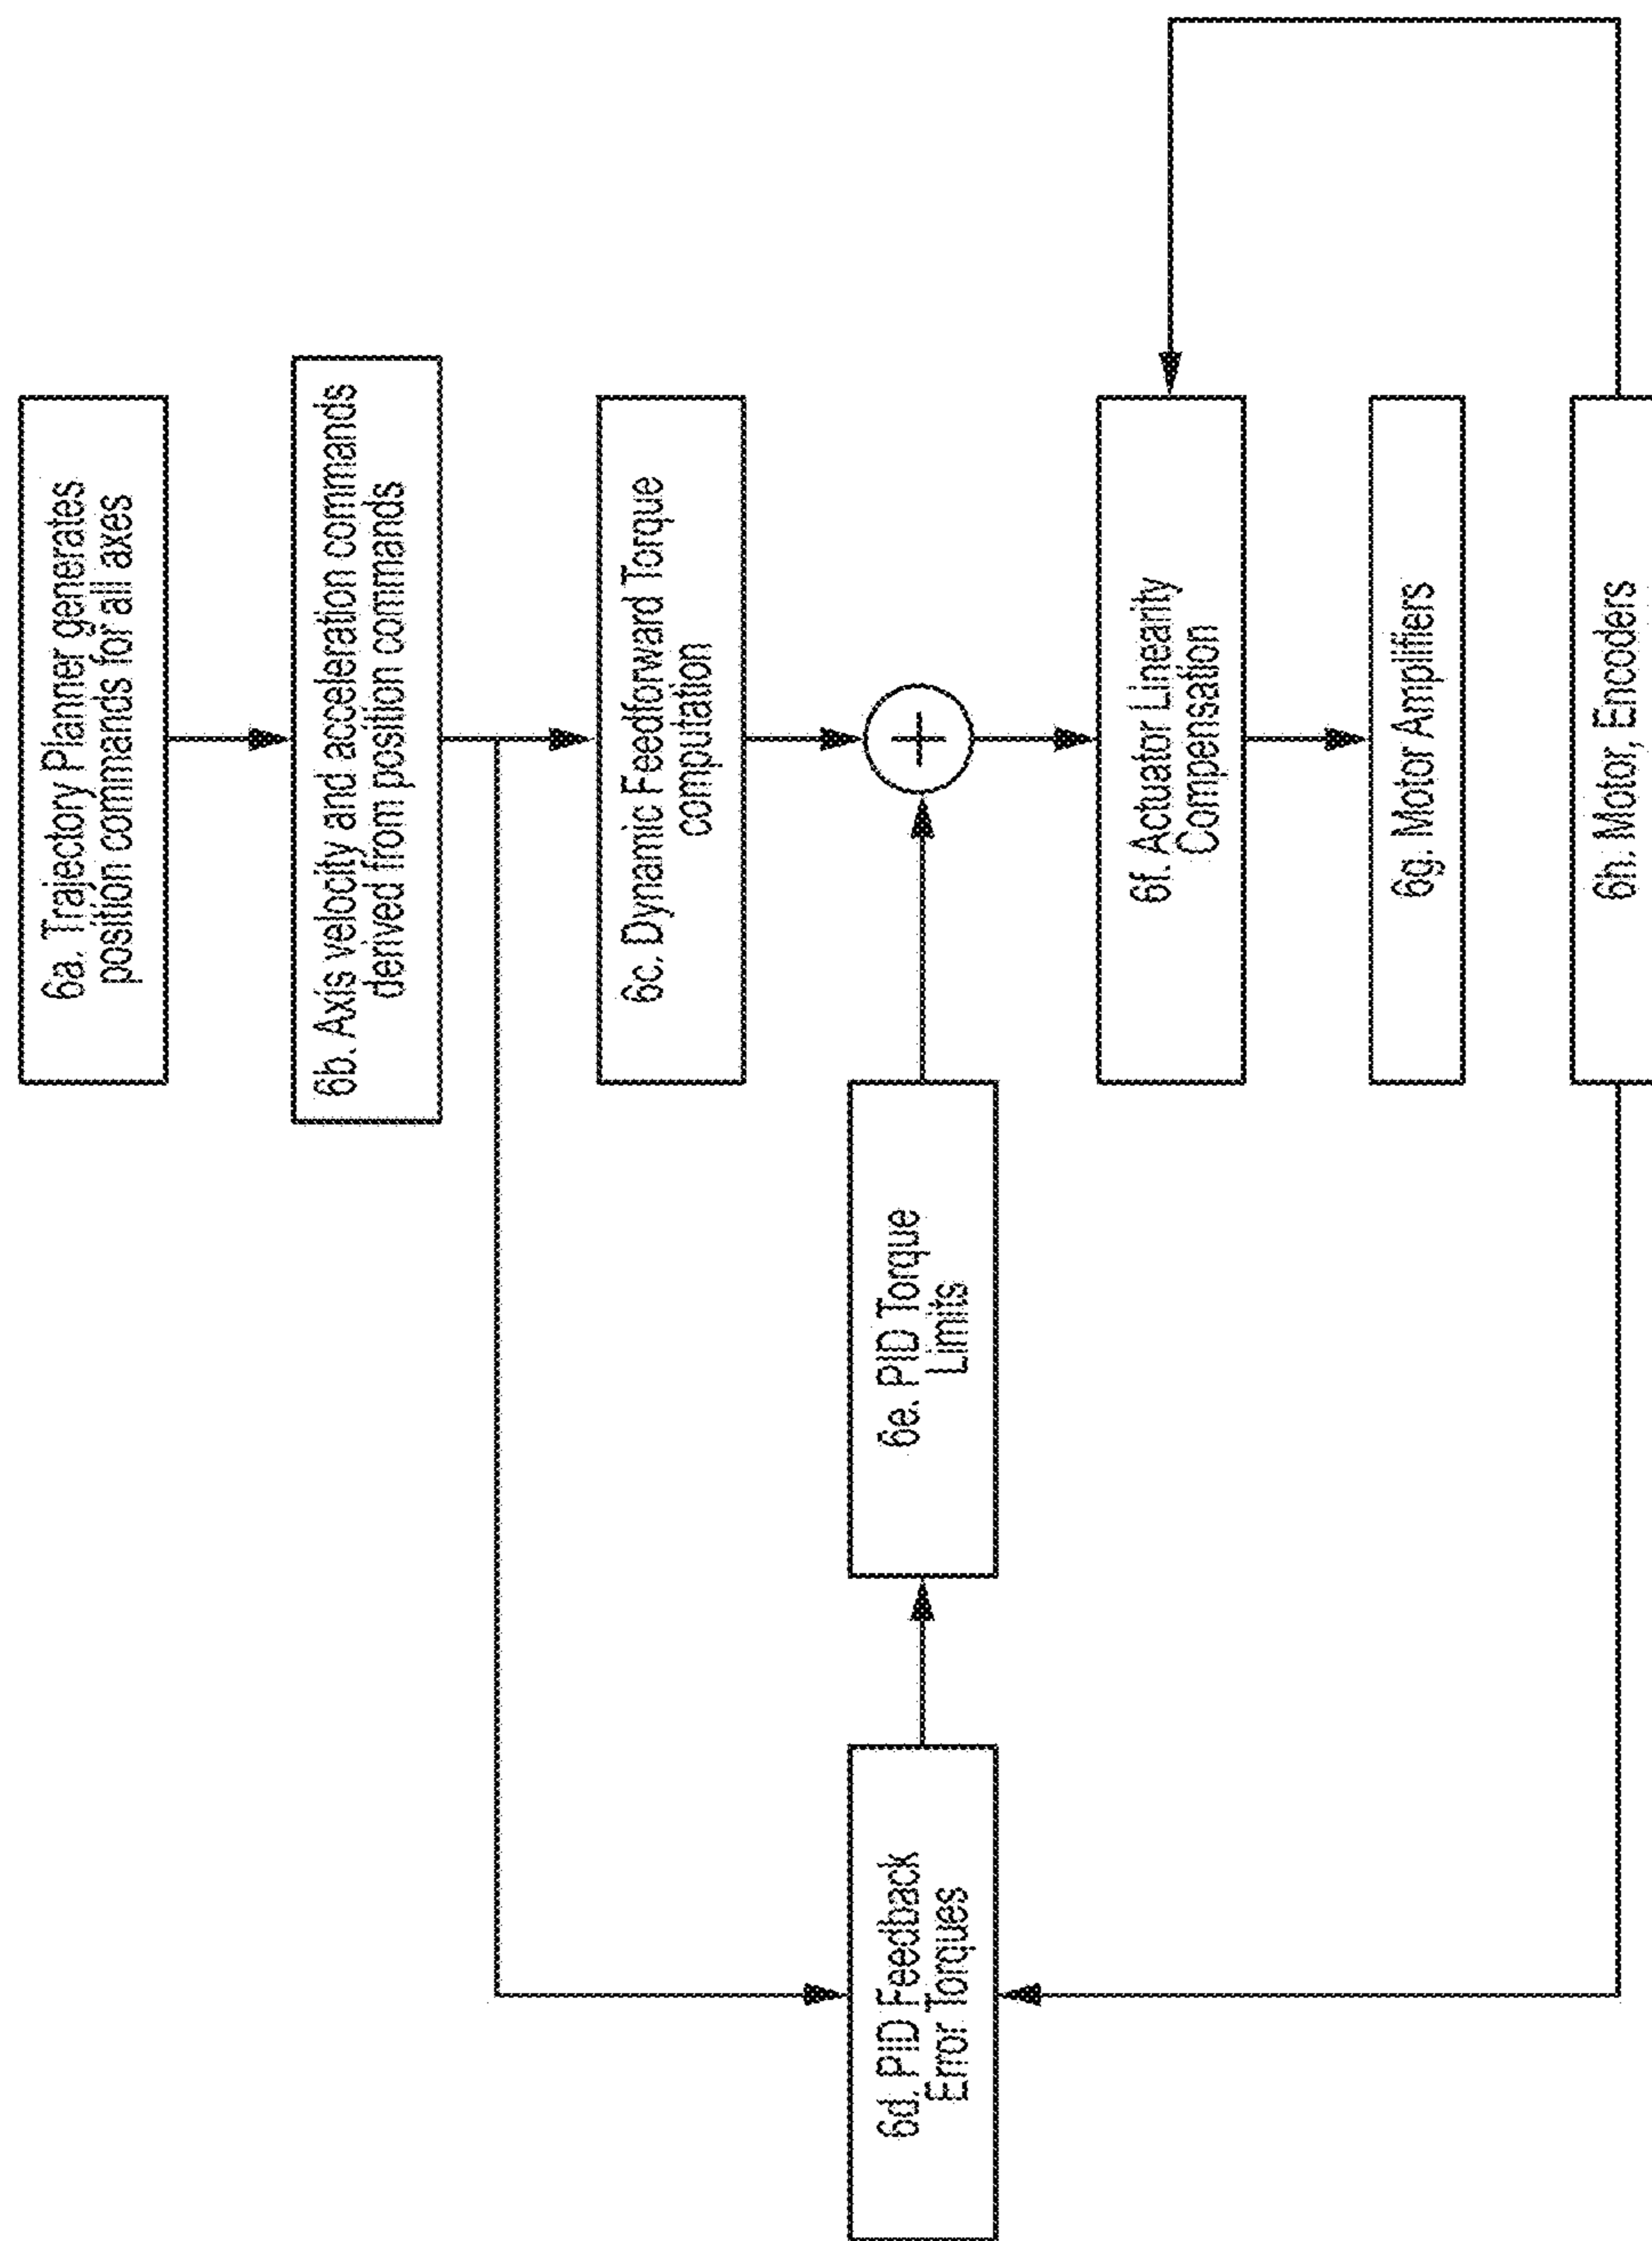 6a. Trajectory Planner generates
position commands for all axes
6b. Axis velocity and acceleration commands
derived from position commands
6c. Dynamic Feedforward Torque
computation
+
6d. PID Feedback
Error Torques
6e. PID Torque
Limits
6f. Actuator Linearity
Compensation
6g. Motor Amplifiers
6h. Motor, Encoders